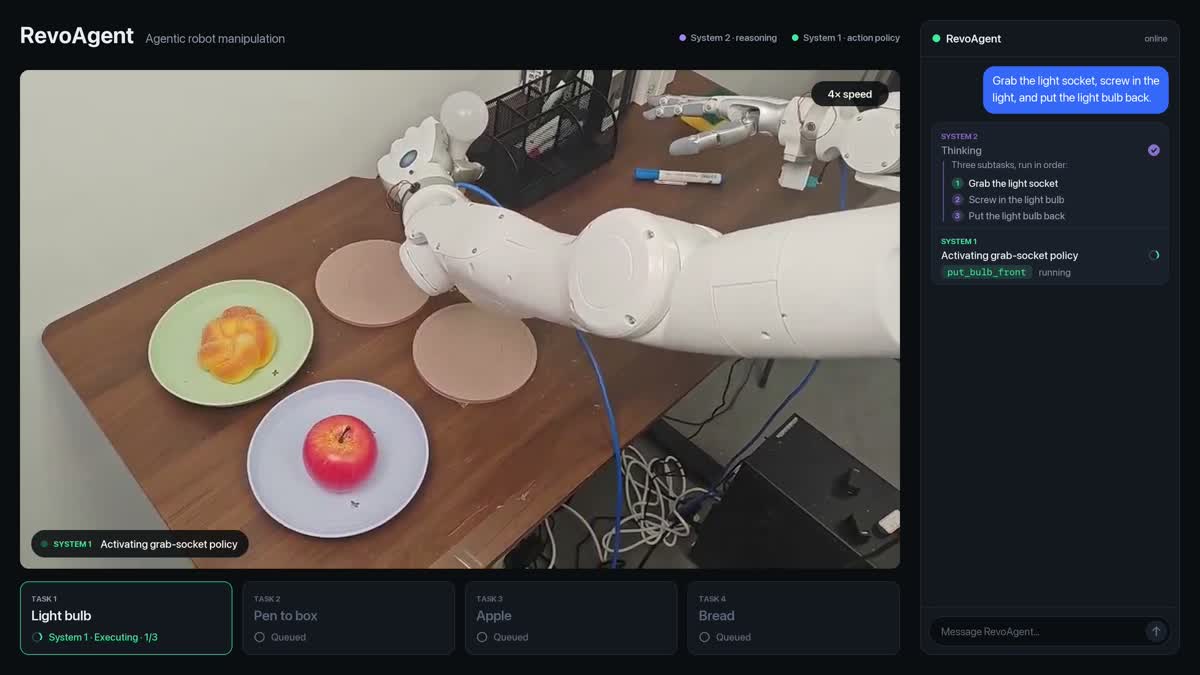 RevoAgent Agentic robot manipulation
System 2 · reasoning
System 1 · action policy
4× speed
SYSTEM 1 Activating grab-socket policy
TASK 1
Light bulb
System 1 · Executing · 1/3
TASK 2
Pen to box
Queued
TASK 3
Apple
Queued
TASK 4
Bread
Queued
RevoAgent
online
Grab the light socket, screw in the
light, and put the light bulb back.
SYSTEM 2
Thinking
Three subtasks, run in order:
1 Grab the light socket
2 Screw in the light bulb
3 Put the light bulb back
SYSTEM 1
Activating grab-socket policy
put_bulb_front running
Message RevoAgent...